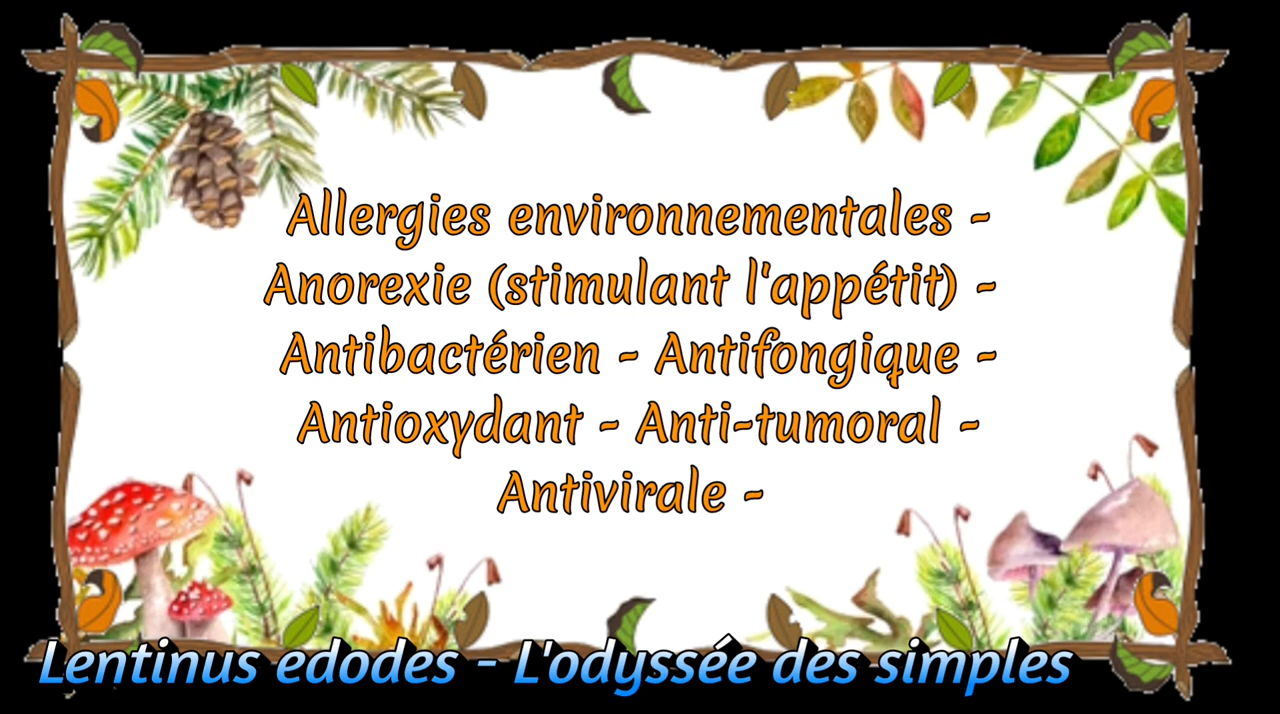 Allergies environnementales -
Anorexie (stimulant l'appétit) -
Antibactérien - Antifongique -
Antioxydant - Anti-tumoral -
Antivirale -
Lentinus edodes - L'odyssée des simples